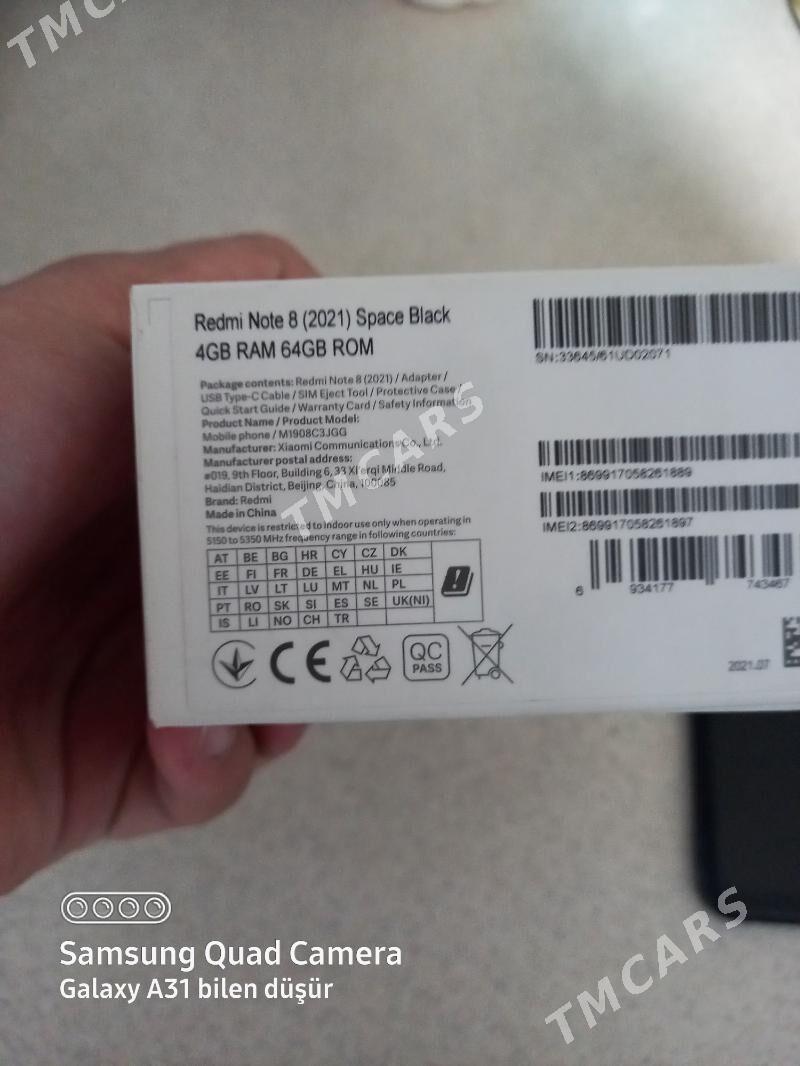 TMCARS
Redmi Note 8 (2021) Space Black
4GB RAM 64GB ROM
Package contents: Redmi Note 8 (2021) / Adapter /
USB Type-C Cable / SIM Eject Tool / Protective Case /
Quick Start Guide / Warranty Card / Safety Information
Product Name / Product Model:
Mobile phone / M1908C3JGG
Manufacturer: Xiaomi Communications Co., Ltd.
Manufacturer postal address:
#019, 9th Floor, Building 6, 33 Xi'erqi Middle Road,
Haidian District, Beijing, China, 100085
Brand: Redmi
Made in China
This device is restricted to indoor use only when operating in
5150 to 5350 MHz frequency range in following countries:
AT BE BG HR CY CZ DK
EE FI FR DE EL HU IE
IT LV LT LU MT NL PL
PT RO SK SI ES SE UK(NI)
IS LI NO CH TR
CE
QC
PASS
SN:33645/61UD02071
IMEI1:869917058261889
IMEI2:869917058261897
6 934177 743467
2021.07
TMCARS
Samsung Quad Camera
Galaxy A31 bilen düşür
TMCARS